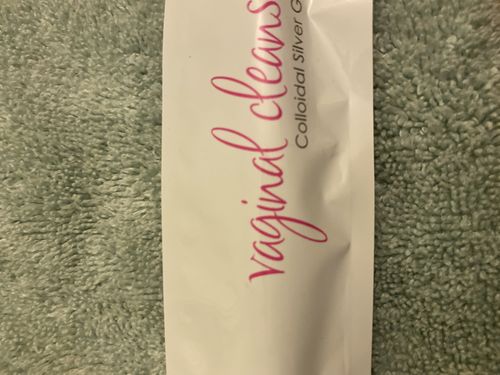 vaginal cleans
Colloidal Silver G